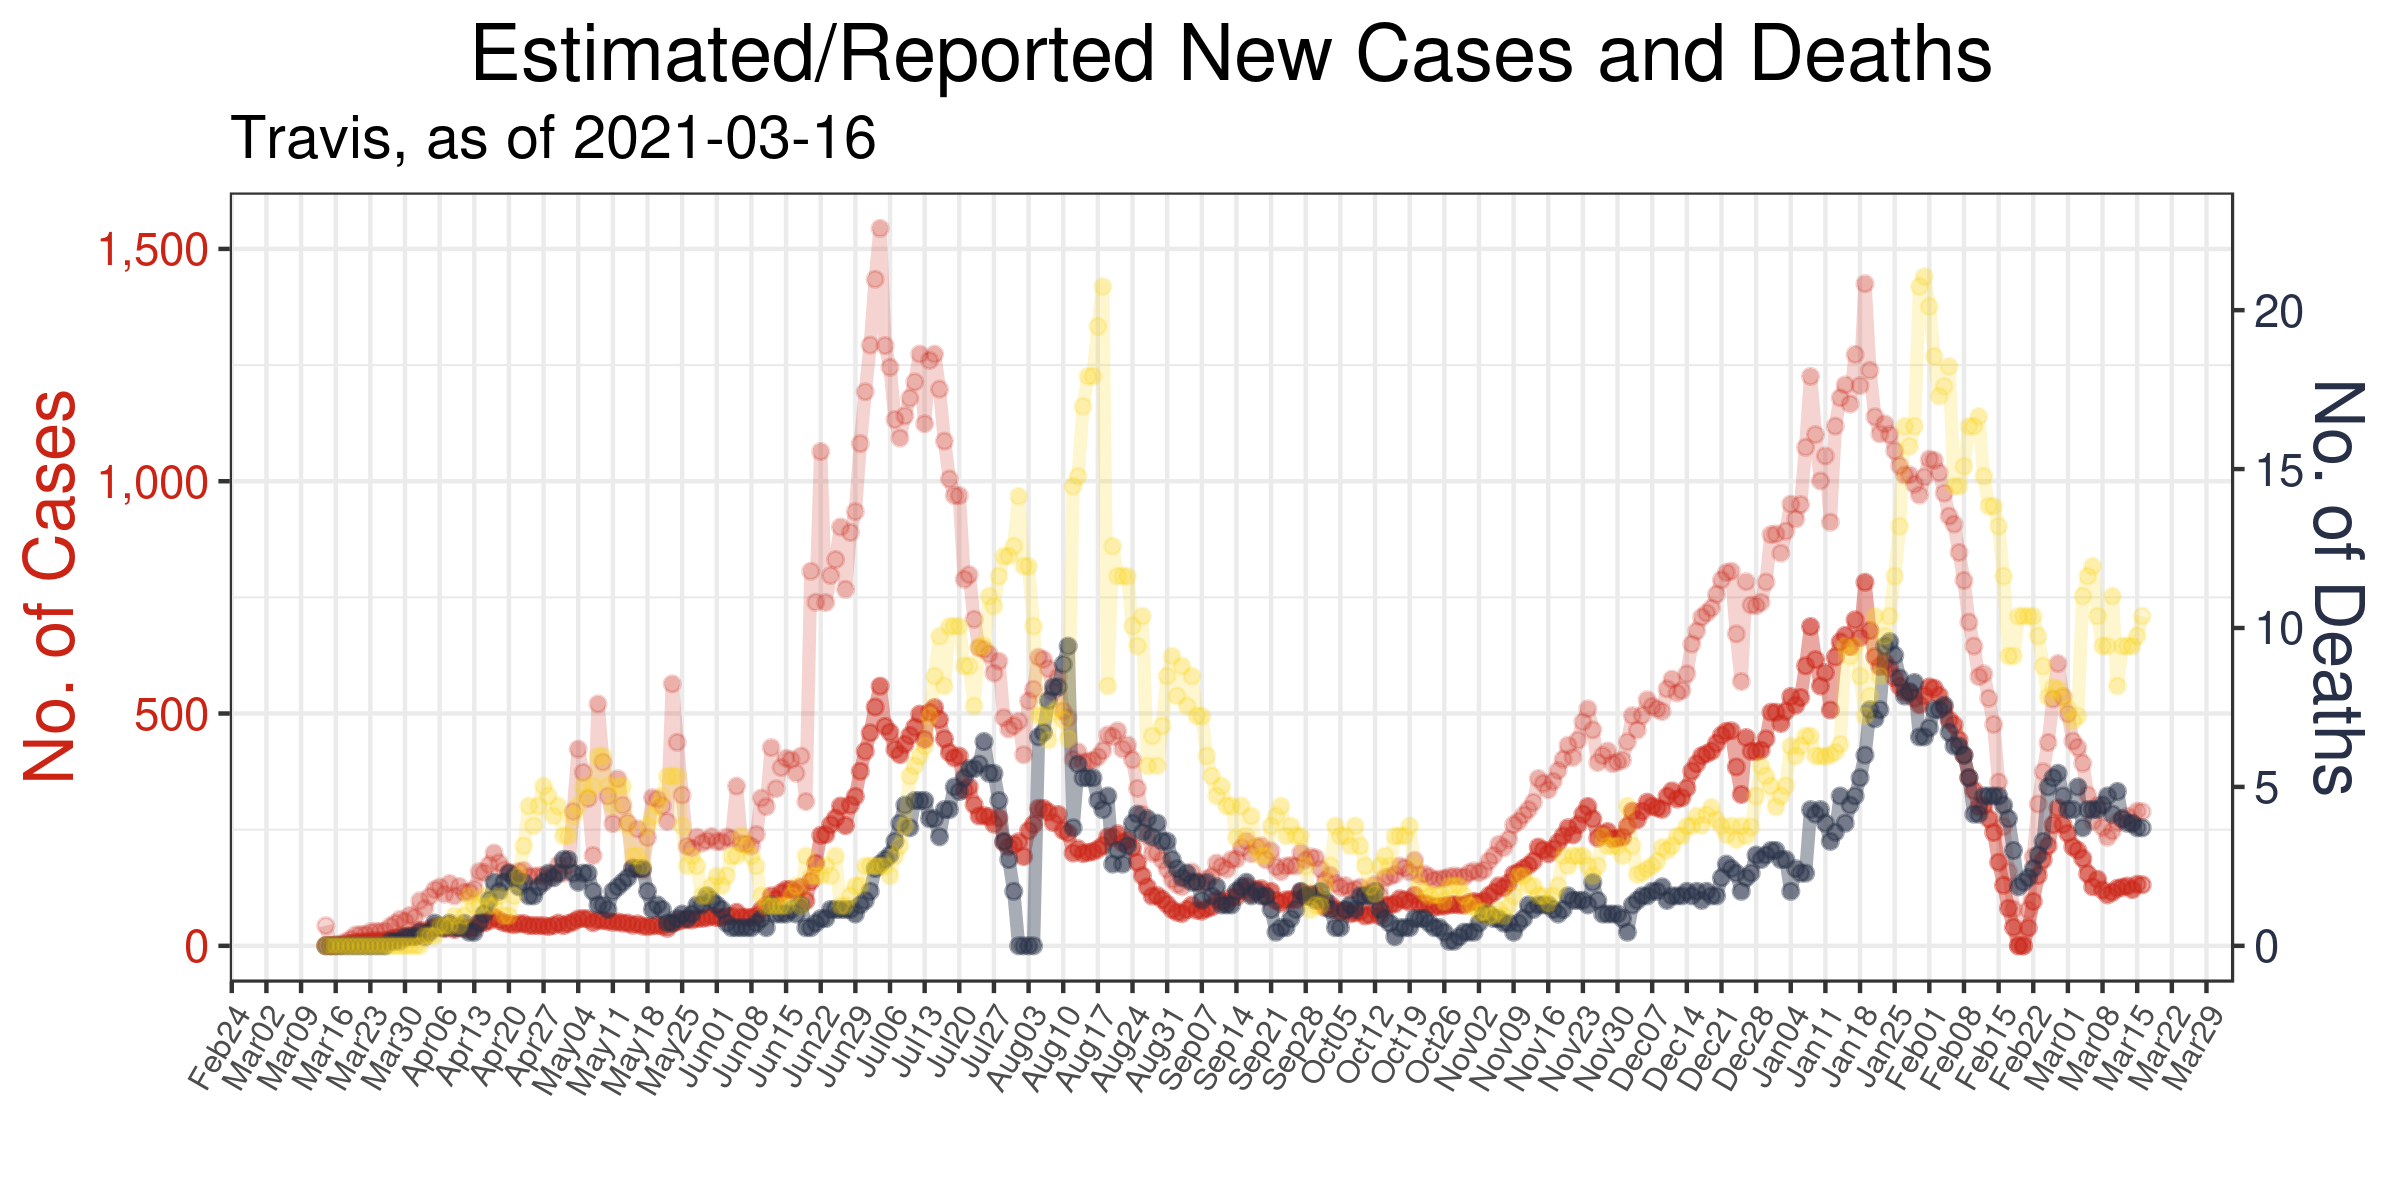 Estimated/Reported New Cases and Deaths
Travis, as of 2021-03-16
No. of Cases
1,500
1,000
500
0
20
15
10
5
0
No. of Deaths
Feb24
Mar02
Mar09
Mar16
Mar23
Mar30
Apr06
Apr13
Apr20
Apr27
May04
May11
May18
May25
Jun01
Jun08
Jun15
Jun22
Jun29
Jul06
Jul13
Jul20
Jul27
Aug03
Aug10
Aug17
Aug24
Aug31
Sep07
Sep14
Sep21
Sep28
Oct05
Oct12
Oct19
Oct26
Nov02
Nov09
Nov16
Nov23
Nov30
Dec07
Dec14
Dec21
Dec28
Jan04
Jan11
Jan18
Jan25
Feb01
Feb08
Feb15
Feb22
Mar01
Mar08
Mar15
Mar22
Mar29